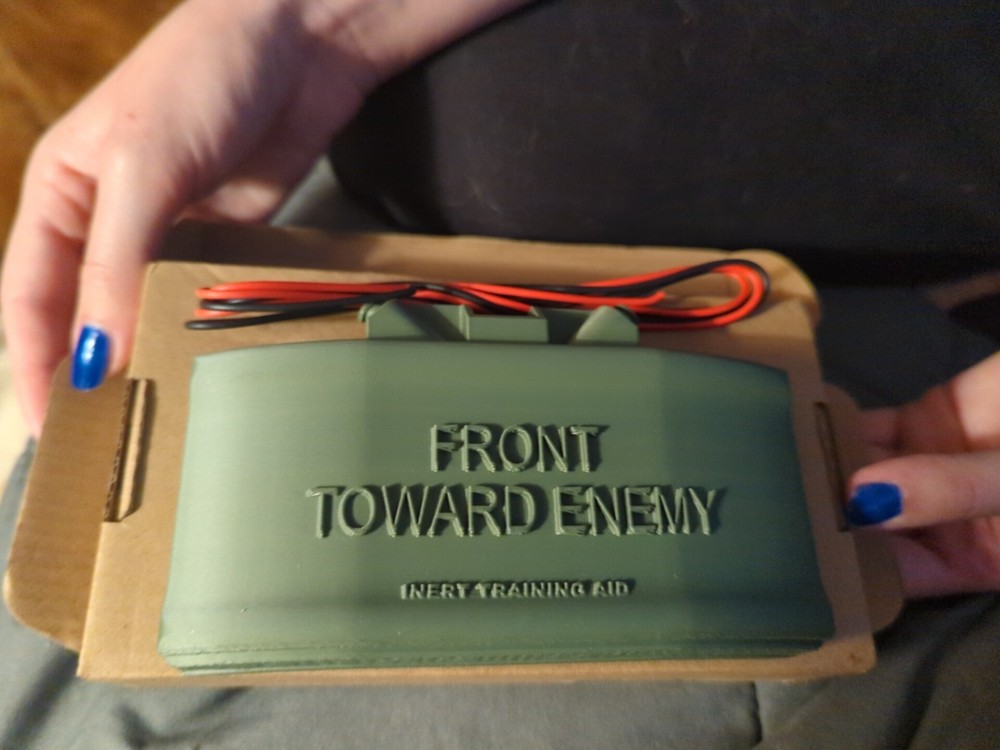 FRONT
TOWARD ENEMY
INERT TRAINING AID